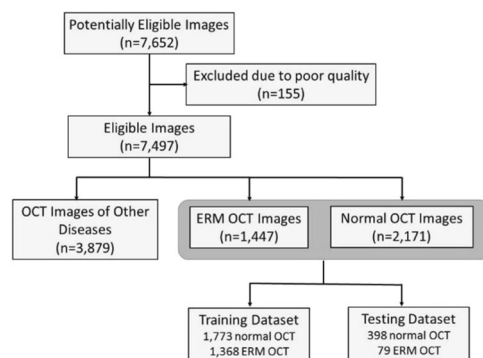 Potentially Eligible Images
(n=7,652)
Excluded due to poor quality
(n=155)
Eligible Images
(n=7,497)
OCT Images of Other
Diseases
(n=3,879)
ERM OCT Images
(n=1,447)
Normal OCT Images
(n=2,171)
Training Dataset
1,773 normal OCT
1,368 ERM OCT
Testing Dataset
398 normal OCT
79 ERM OCT